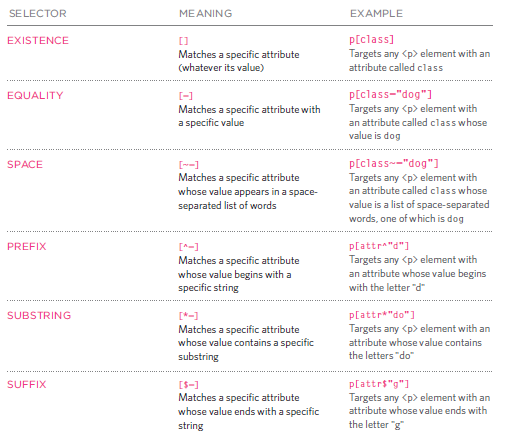 SELECTOR MEANING EXAMPLE
EXISTENCE [] p[class]
Matches a specific attribute Targets any <p> element with an
(whatever its value) attribute called class
EQUALITY [=] p[class="dog"]
Matches a specific attribute with Targets any <p> element with
a specific value an attribute called class whose
value is dog
SPACE [~=] p[class~="dog"]
Matches a specific attribute Targets any <p> element with
whose value appears in a space- an attribute called class whose
separated list of words value is a list of space-separated
words, one of which is dog
PREFIX [^=] p[attr^"d"]
Matches a specific attribute Targets any <p> element with
whose value begins with a an attribute whose value begins
specific string with the letter "d"
SUBSTRING [*=] p[attr*"do"]
Matches a specific attribute Targets any <p> element with an
whose value contains a specific attribute whose value contains
substring the letters "do"
SUFFIX [$=] p[attr$"g"]
Matches a specific attribute Targets any <p> element with an
whose value ends with a specific attribute whose value ends with
string the letter "g"